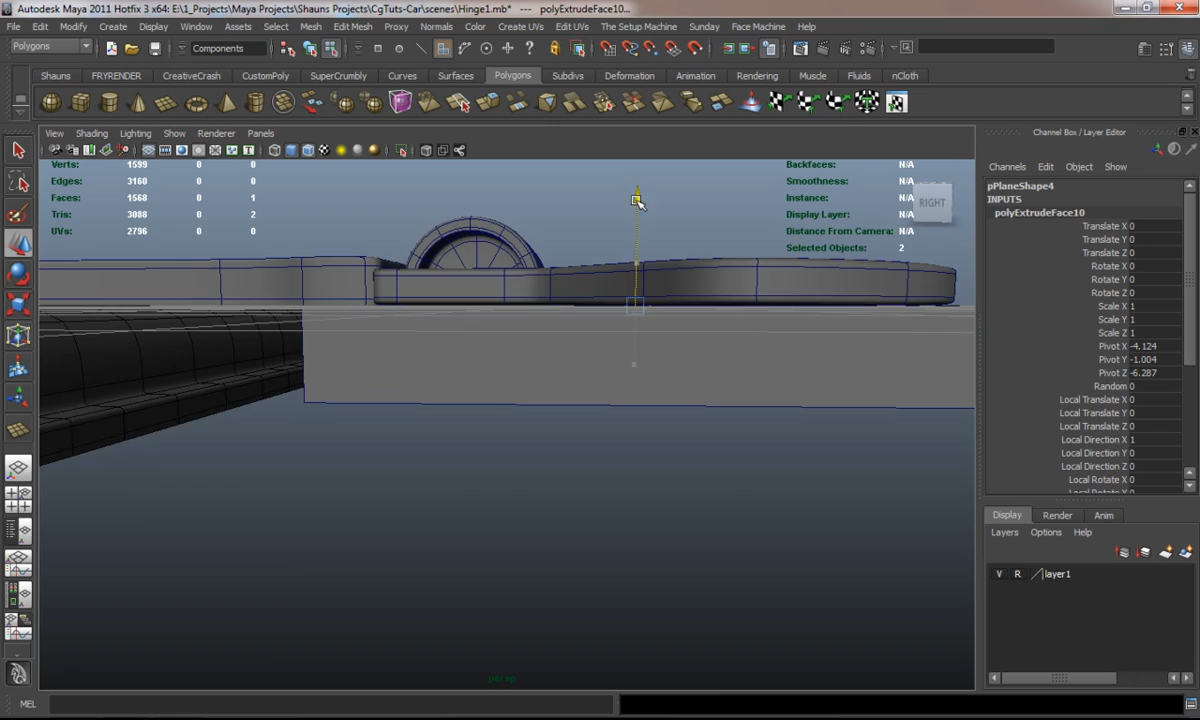 Autodesk Maya 2011 Hotfix 3 x64: E:\1_Projects\Maya Projects\Shauns Projects\CgTuts-Car\scenes\Hinge1.mb*   ---   polyExtrudeFace10...
File Edit Modify Create Display Window Assets Select Mesh Edit Mesh Proxy Normals Color Create UVs Edit UVs The Setup Machine Sunday Face Machine Help
Polygons Components
Shauns FRYRENDER CreativeCrash CustomPoly SuperCrumbly Curves Surfaces Polygons Subdivs Deformation Animation Rendering Muscle Fluids nCloth
View Shading Lighting Show Renderer Panels
Verts: 1599 0 0
Edges: 3160 0 0
Faces: 1568 0 1
Tris: 3088 0 2
UVs: 2796 0 0
Backfaces: N/A
Smoothness: N/A
Instance: N/A
Display Layer: N/A
Distance From Camera: N/A
Selected Objects: 2
RIGHT
persp
Channel Box / Layer Editor
Channels Edit Object Show
pPlaneShape4
INPUTS
polyExtrudeFace10
Translate X 0
Translate Y 0
Translate Z 0
Rotate X 0
Rotate Y 0
Rotate Z 0
Scale X 1
Scale Y 1
Scale Z 1
Pivot X -4.124
Pivot Y -1.004
Pivot Z -6.287
Random 0
Local Translate X 0
Local Translate Y 0
Local Translate Z 0
Local Direction X 1
Local Direction Y 0
Local Direction Z 0
Local Rotate X 0
Local Rotate Y 0
Display Render Anim
Layers Options Help
V R layer1
MEL